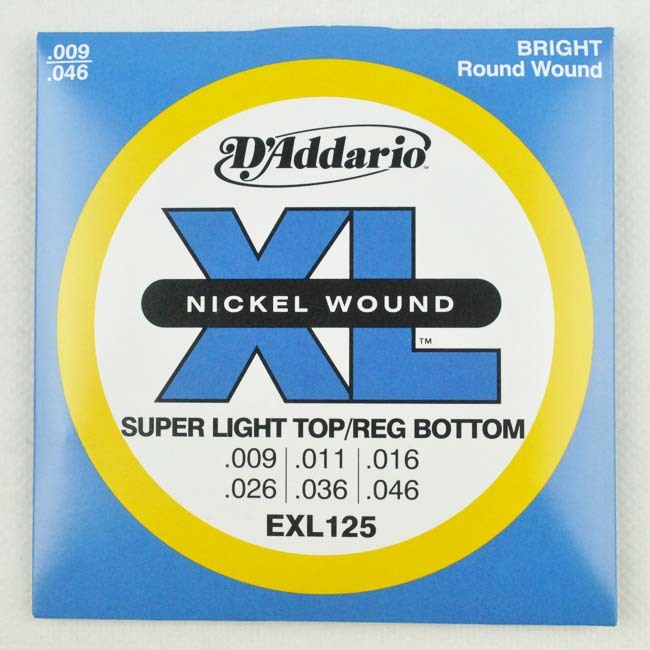 .009
.046
BRIGHT
Round Wound
D'Addario™
XL
NICKEL WOUND
™
SUPER LIGHT TOP/REG BOTTOM
.009 .011 .016
.026 .036 .046
EXL125